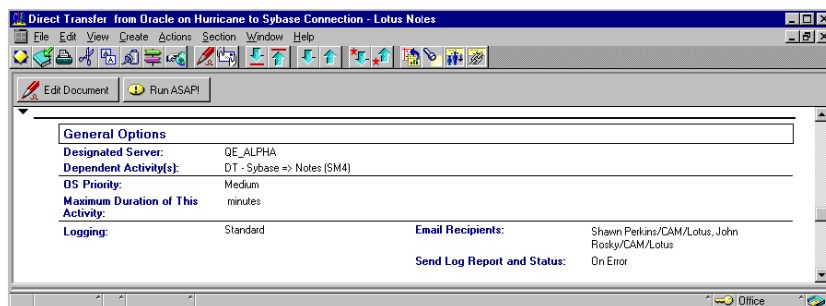 Direct Transfer from Oracle on Hurricane to Sybase Connection - Lotus Notes
File Edit View Create Actions Section Window Help
Edit Document Run ASAP!
General Options
Designated Server: QE_ALPHA
Dependent Activity(s): DT - Sybase => Notes (SM4)
OS Priority: Medium
Maximum Duration of This minutes
Activity:
Logging: Standard Email Recipients: Shawn Perkins/CAM/Lotus, John
Rosky/CAM/Lotus
Send Log Report and Status: On Error
Office